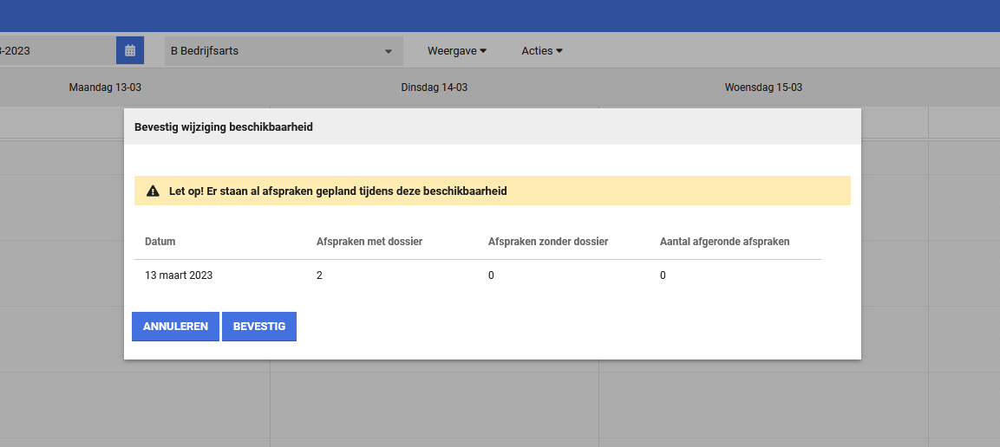 -2023
B Bedrijfsarts
Weergave
Acties
Maandag 13-03
Dinsdag 14-03
Woensdag 15-03
Bevestig wijziging beschikbaarheid
Let op! Er staan al afspraken gepland tijdens deze beschikbaarheid
Datum
Afspraken met dossier
Afspraken zonder dossier
Aantal afgeronde afspraken
13 maart 2023
2
0
0
ANNULEREN
BEVESTIG